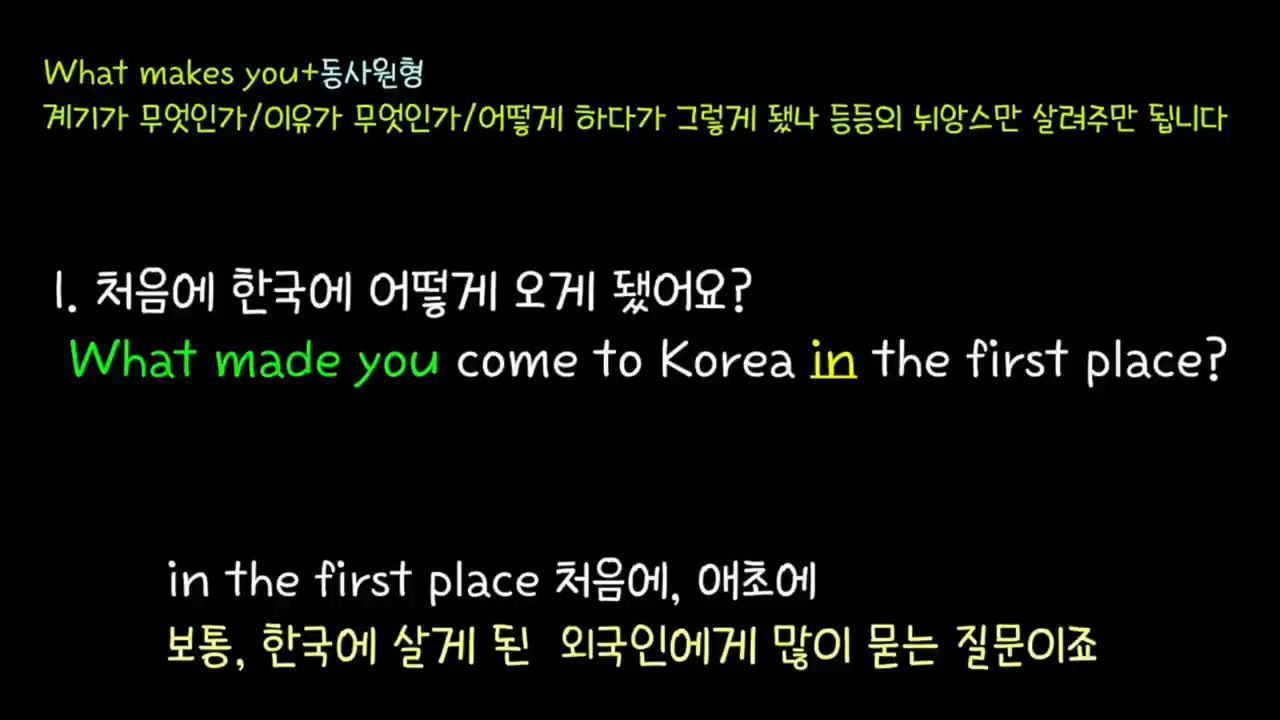 What makes you+동사원형
계기가 무엇인가/이유가 무엇인가/어떻게 하다가 그렇게 됐나 등등의 뉘앙스만 살려주만 됩니다
1. 처음에 한국에 어떻게 오게 됐어요?
What made you come to Korea in the first place?
in the first place 처음에, 애초에
보통, 한국에 살게 된 외국인에게 많이 묻는 질문이죠